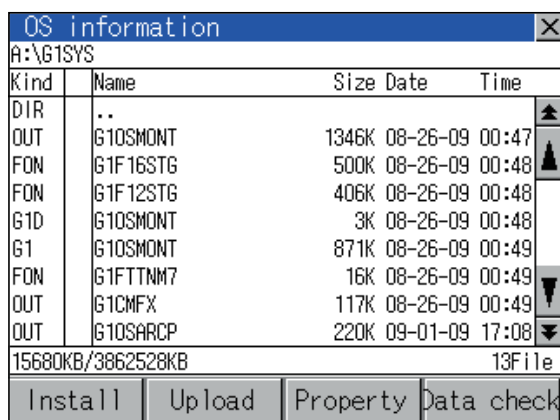 OS information
A:\G1SYS
Kind Name Size Date Time
DIR ..
OUT G1OSMONT 1346K 08-26-09 00:47
FON G1F16STG 500K 08-26-09 00:48
FON G1F12STG 406K 08-26-09 00:48
G1D G1OSMONT 3K 08-26-09 00:48
G1 G1OSMONT 871K 08-26-09 00:49
FON G1FTTNM7 16K 08-26-09 00:49
OUT G1CMFX 117K 08-26-09 00:49
OUT G1OSARCP 220K 09-01-09 17:08
15680KB/3862528KB 13File
Install Upload Property Data check